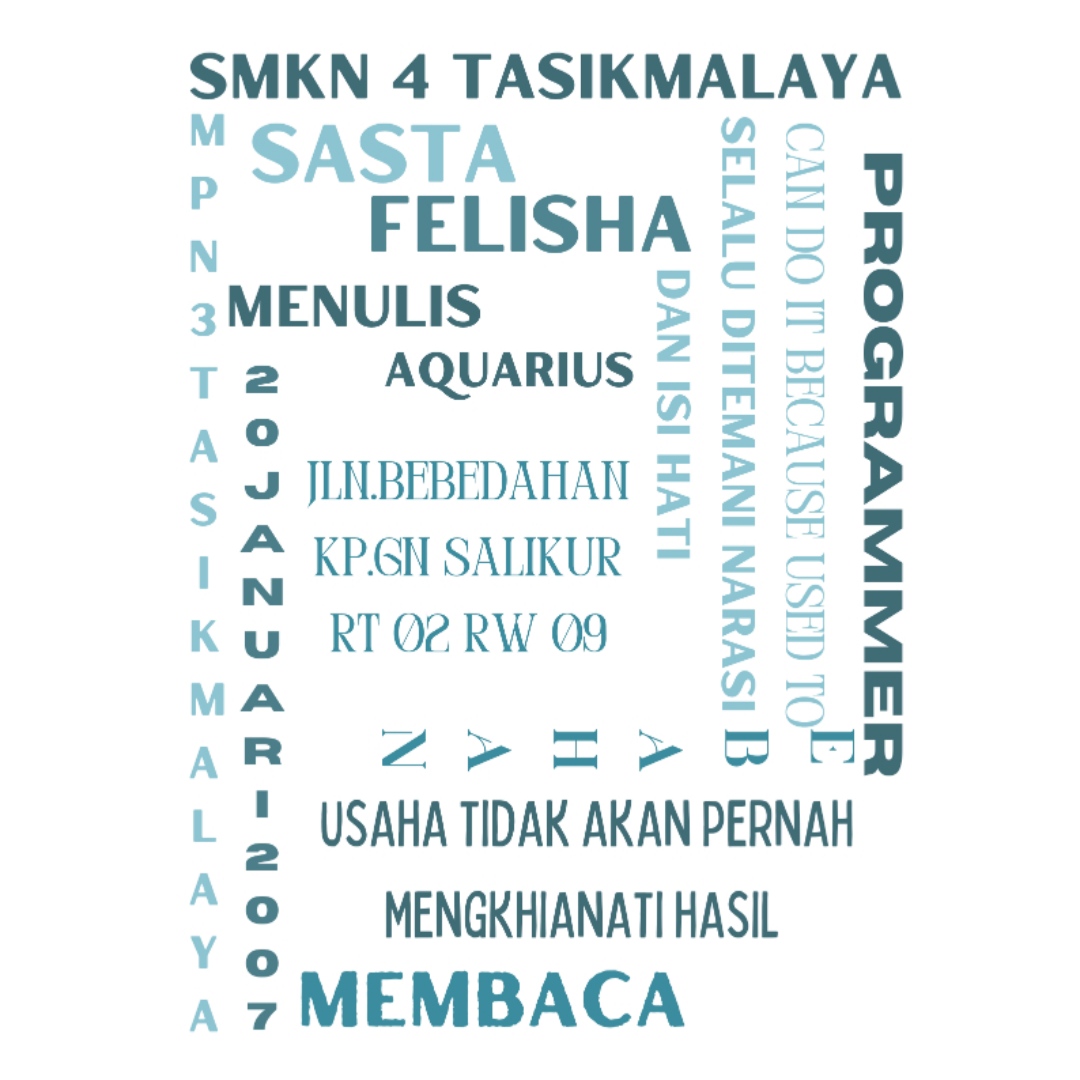 SMKN 4 TASIKMALAYA
MPN3TASIKMALAYA
SASTA
FELISHA
MENULIS
AQUARIUS
20JANUARI2007
JLN.BEBEDAHAN
KP.GN SALIKUR
RT 02 RW 09
DAN ISI HATI
SELALU DITEMANI NARASI
CAN DO IT BECAUSE USED TO
PROGRAMMER
EBAHAN
USAHA TIDAK AKAN PERNAH
MENGKHIANATI HASIL
MEMBACA